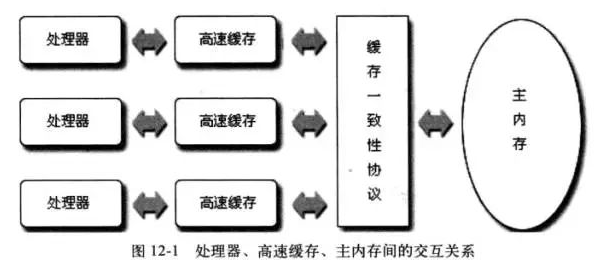 处理器
高速缓存
处理器
高速缓存
处理器
高速缓存
缓存一致性协议
主内存
图 12-1 处理器、高速缓存、主内存间的交互关系